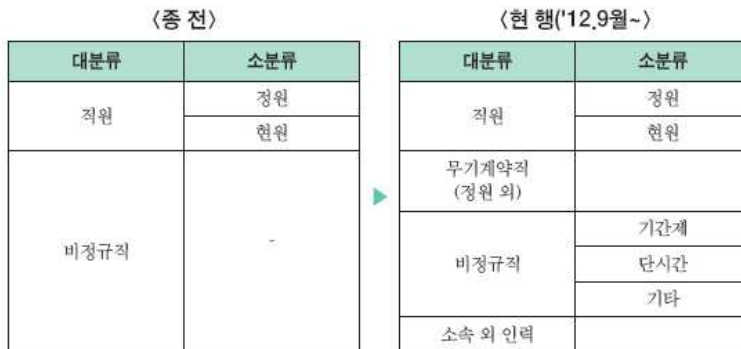 〈종 전〉
대분류 소분류
직원 정원
현원
비정규직 -
〈현 행('12.9월~〉
대분류 소분류
직원 정원
현원
무기계약직
(정원 외)
비정규직 기간제
단시간
기타
소속 외 인력